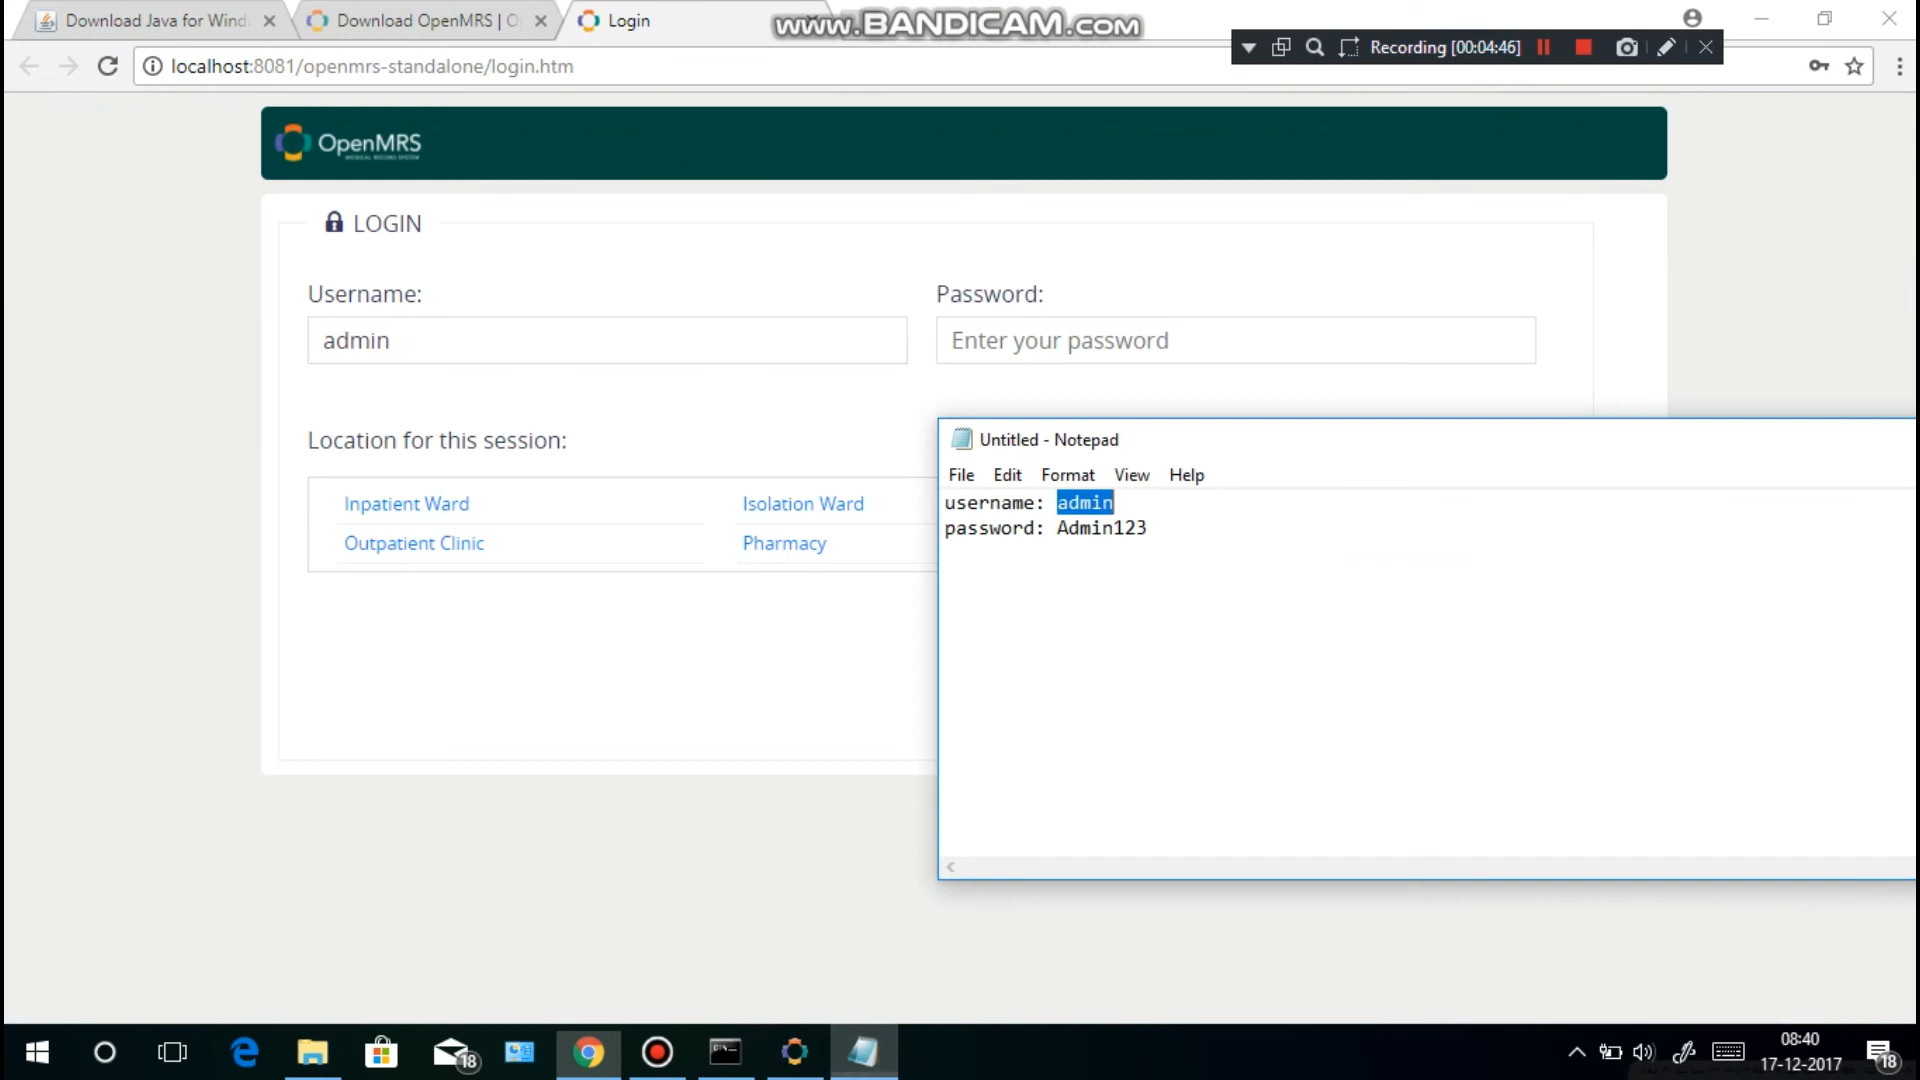 Download Java for Wind
Download OpenMRS | O
Login
www.BANDICAM.com
Recording [00:04:46]
localhost:8081/openmrs-standalone/login.htm
OpenMRS
MEDICAL RECORD SYSTEM
LOGIN
Username:
Password:
admin
Enter your password
Location for this session:
Inpatient Ward
Isolation Ward
Outpatient Clinic
Pharmacy
Untitled - Notepad
File Edit Format View Help
username: admin
password: Admin123
18
08:40
17-12-2017
18